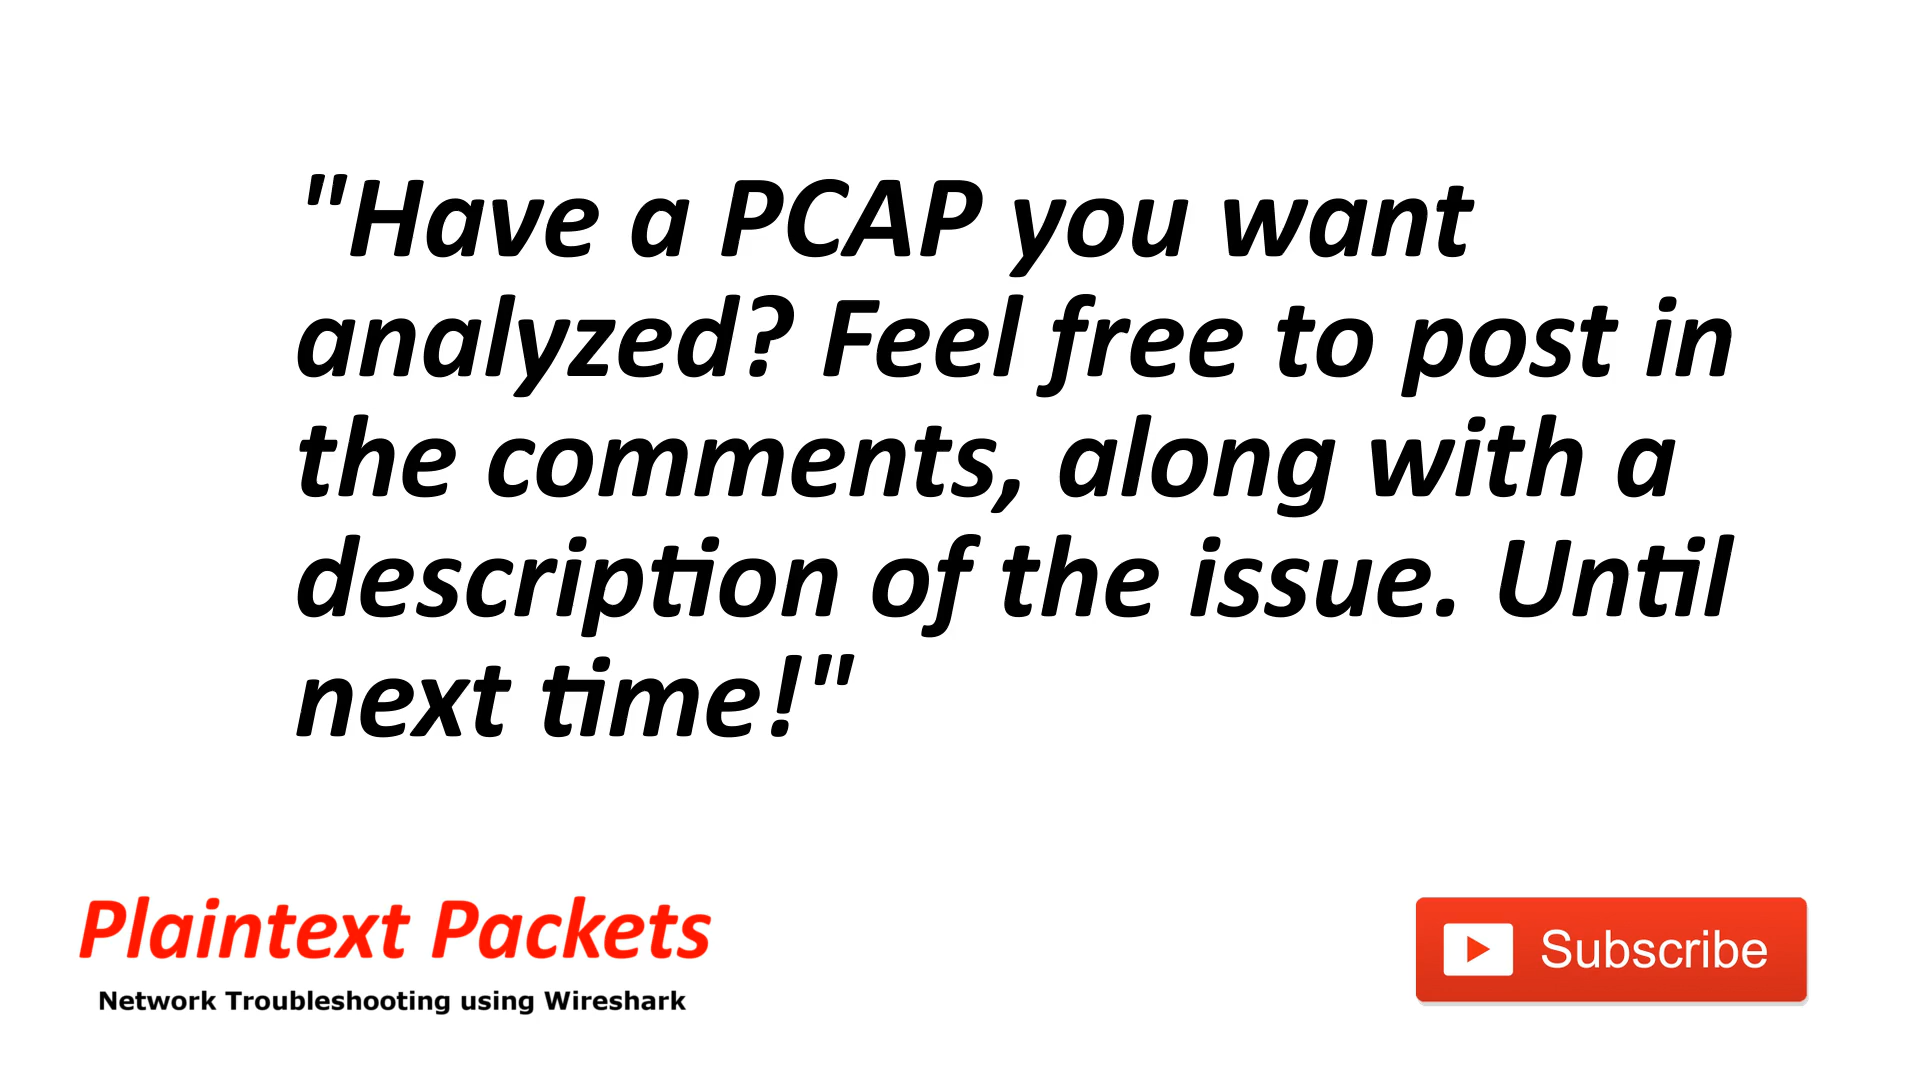 "Have a PCAP you want
analyzed? Feel free to post in
the comments, along with a
description of the issue. Until
next time!"
Plaintext Packets
Network Troubleshooting using Wireshark
Subscribe